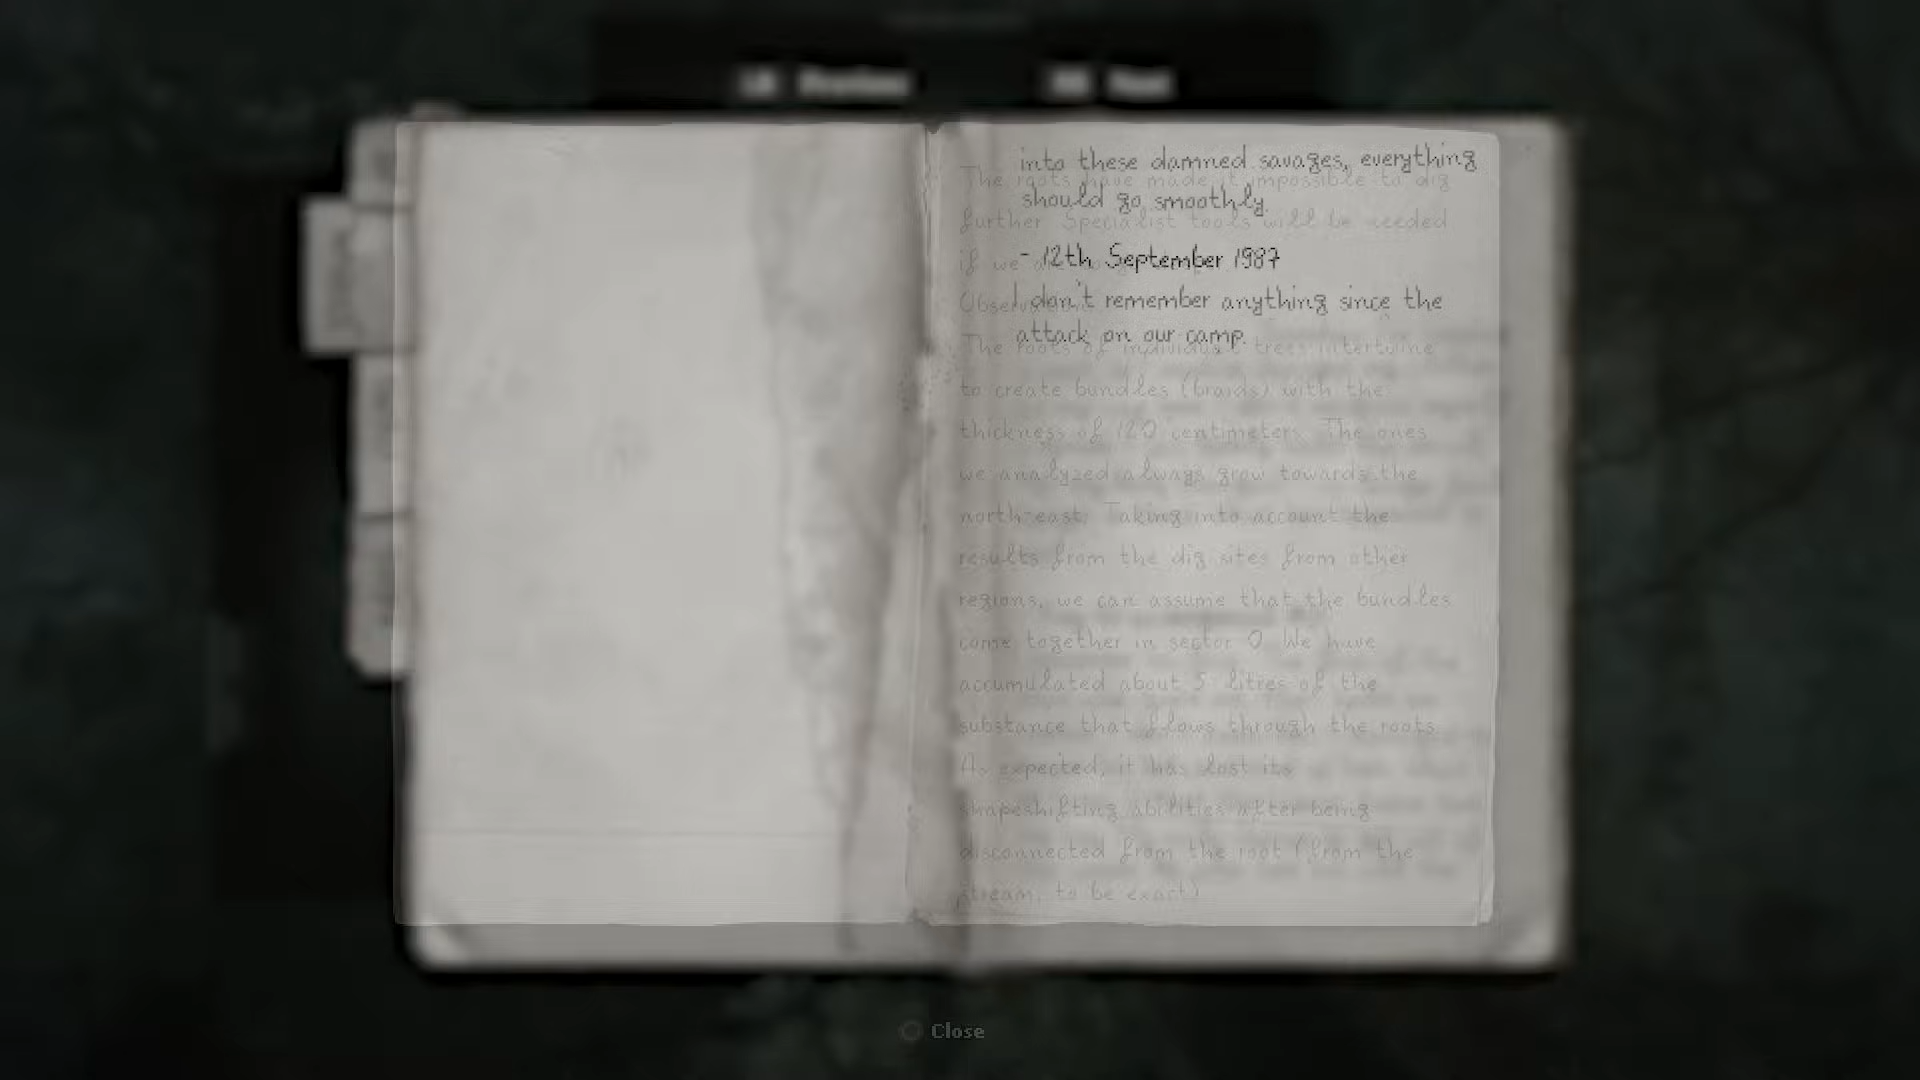 into these damned savages, everything
should go smoothly.
- 12th September 1987
I don't remember anything since the
attack on our camp.
The roots have made it impossible to dig
further. Specialist tools will be needed
if we
The roots of individual trees intertwine
to create bundles (braids) with the
thickness of 120 centimeters. The ones
we analyzed always grow towards the
north-east. Taking into account the
results from the dig sites from other
regions, we can assume that the bundles
come together in sector O. We have
accumulated about 5 litres of the
substance that flows through the roots.
As expected, it has lost its
shapeshifting abilities after being
disconnected from the root (from the
stream, to be exact)
Close